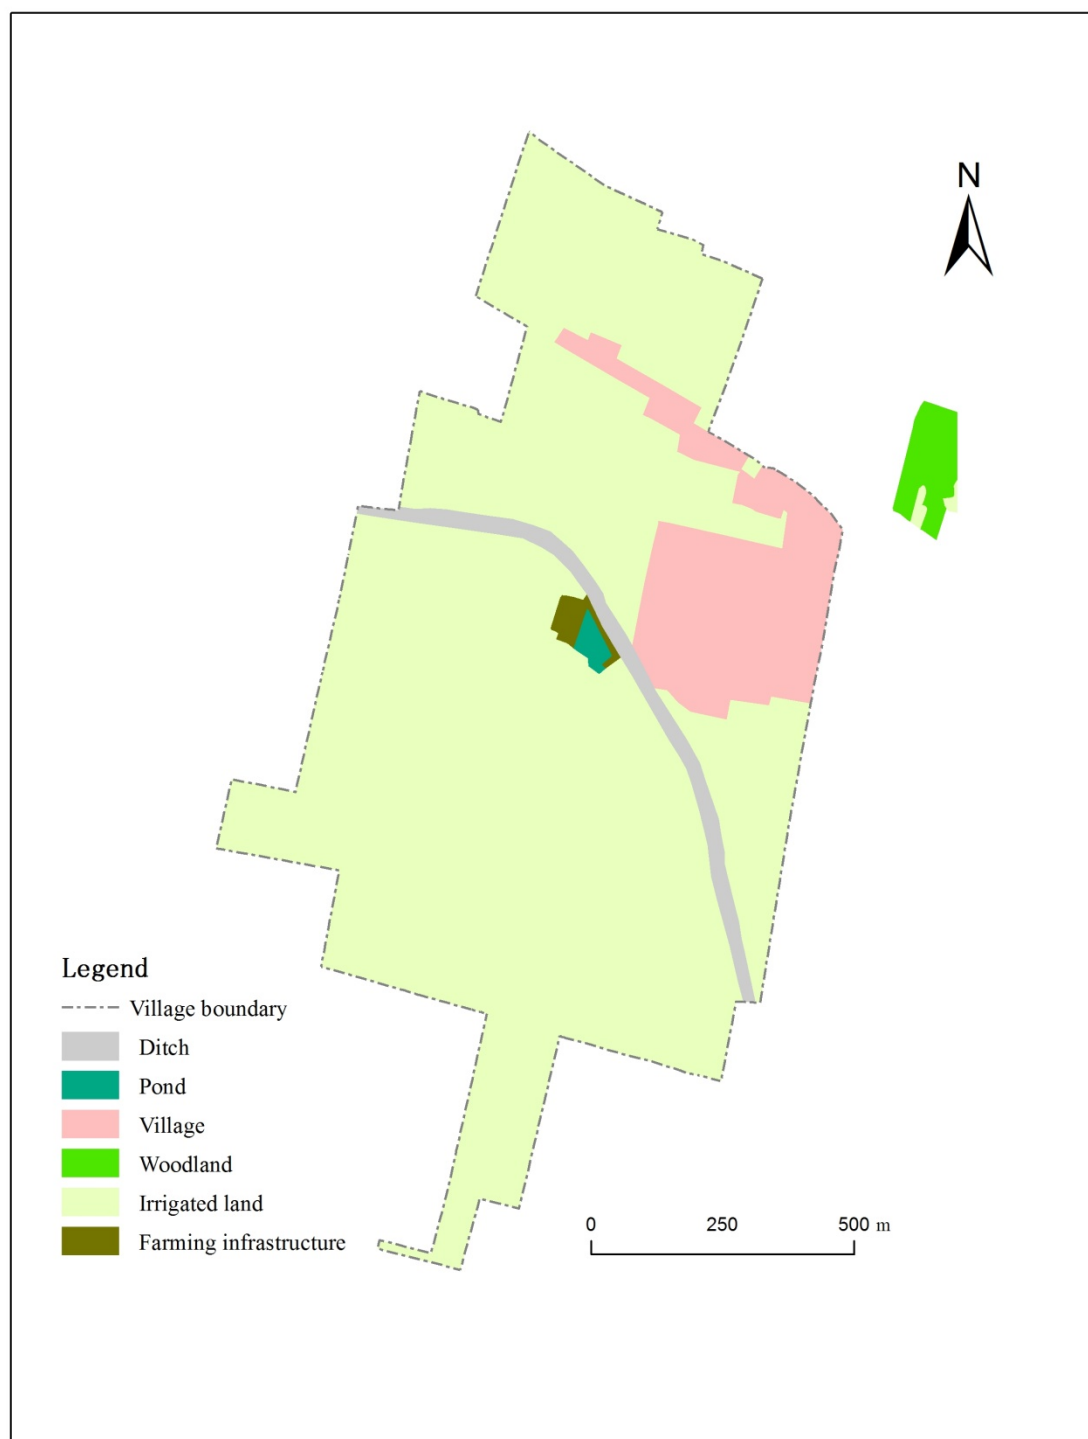 N
Legend
Village boundary
Ditch
Pond
Village
Woodland
Irrigated land
Farming infrastructure
0 250 500 m